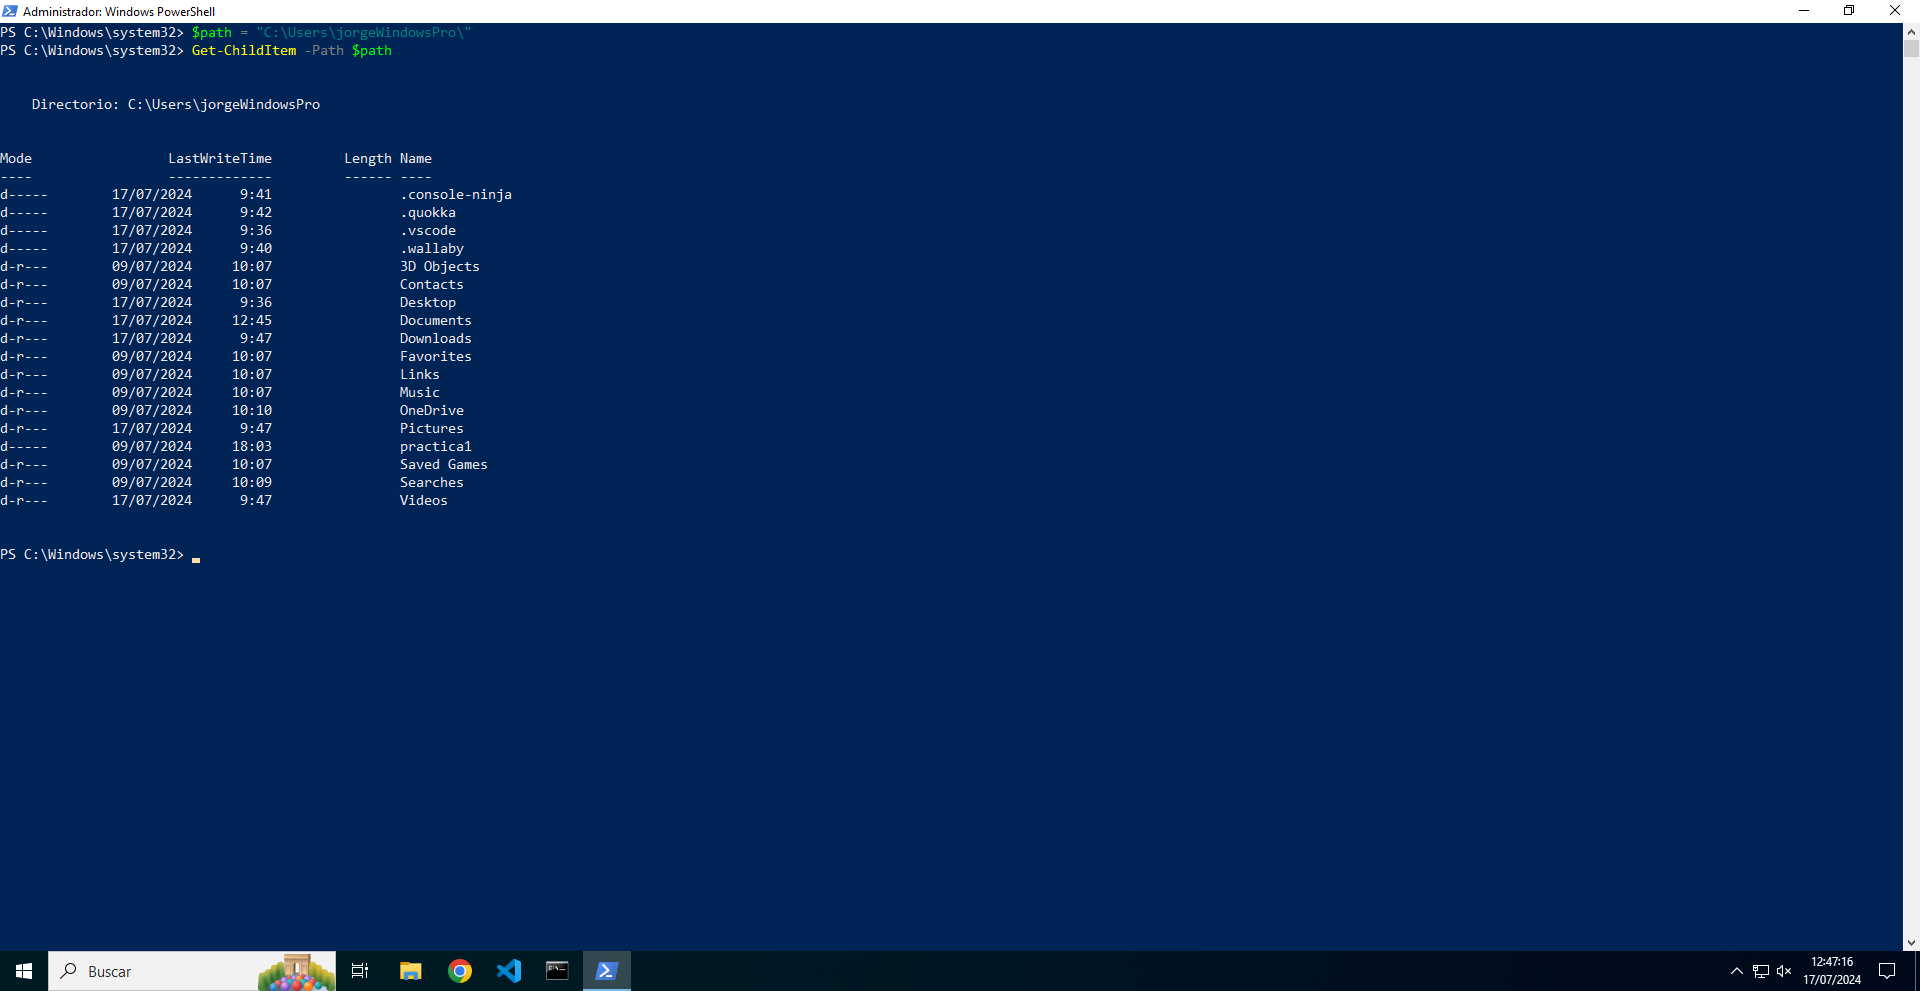 Administrador: Windows PowerShell
PS C:\Windows\system32> $path = "C:\Users\jorgeWindowsPro\"
PS C:\Windows\system32> Get-ChildItem -Path $path
    Directorio: C:\Users\jorgeWindowsPro
Mode                 LastWriteTime         Length Name
----                 -------------         ------ ----
d-----        17/07/2024      9:41                .console-ninja
d-----        17/07/2024      9:42                .quokka
d-----        17/07/2024      9:36                .vscode
d-----        17/07/2024      9:40                .wallaby
d-r---        09/07/2024     10:07                3D Objects
d-r---        09/07/2024     10:07                Contacts
d-r---        17/07/2024      9:36                Desktop
d-r---        17/07/2024     12:45                Documents
d-r---        17/07/2024      9:47                Downloads
d-r---        09/07/2024     10:07                Favorites
d-r---        09/07/2024     10:07                Links
d-r---        09/07/2024     10:07                Music
d-r---        09/07/2024     10:10                OneDrive
d-r---        17/07/2024      9:47                Pictures
d-----        09/07/2024     18:03                practica1
d-r---        09/07/2024     10:07                Saved Games
d-r---        09/07/2024     10:09                Searches
d-r---        17/07/2024      9:47                Videos
PS C:\Windows\system32>
Buscar
12:47:16
17/07/2024